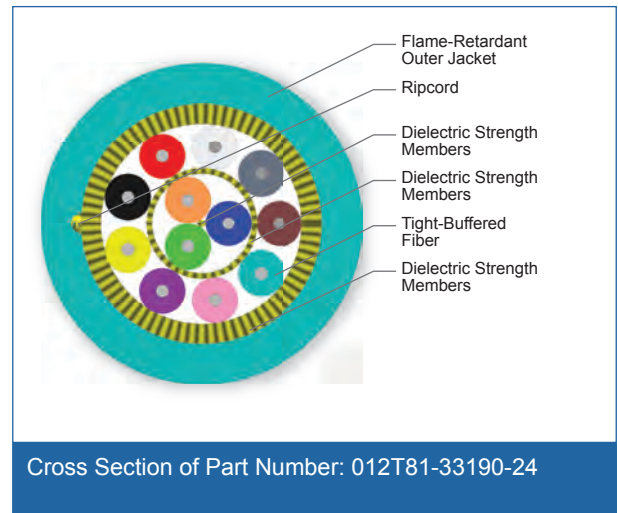 Flame-Retardant
Outer Jacket
Ripcord
Dielectric Strength
Members
Dielectric Strength
Members
Tight-Buffered
Fiber
Dielectric Strength
Members
Cross Section of Part Number: 012T81-33190-24